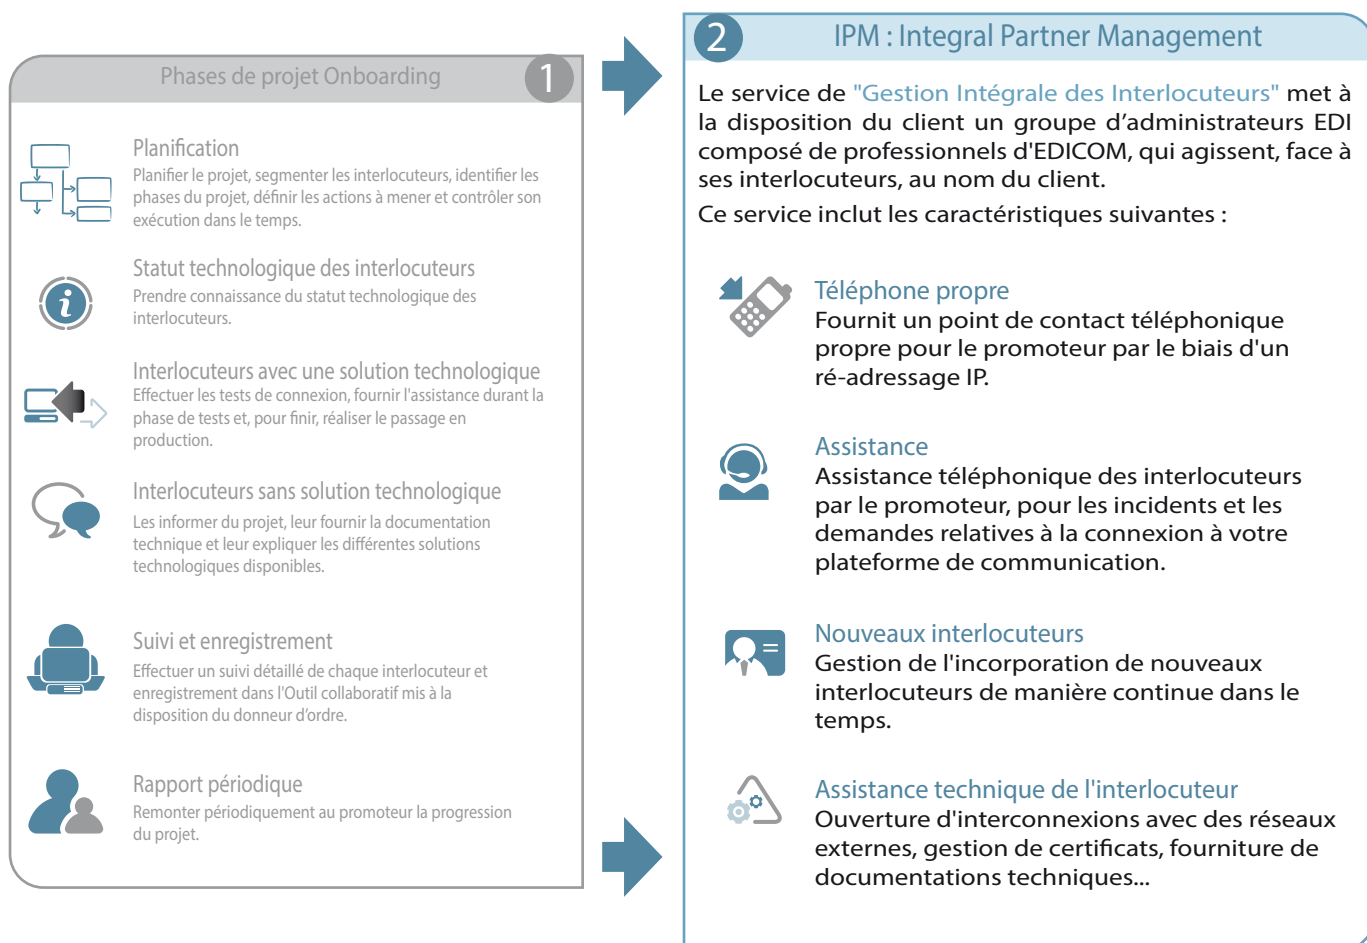 Phases de projet Onboarding
1
Planification
Planifier le projet, segmenter les interlocuteurs, identifier les
phases du projet, définir les actions à mener et contrôler son
exécution dans le temps.
Statut technologique des interlocuteurs
Prendre connaissance du statut technologique des
interlocuteurs.
Interlocuteurs avec une solution technologique
Effectuer les tests de connexion, fournir l'assistance durant la
phase de tests et, pour finir, réaliser le passage en
production.
Interlocuteurs sans solution technologique
Les informer du projet, leur fournir la documentation
technique et leur expliquer les différentes solutions
technologiques disponibles.
Suivi et enregistrement
Effectuer un suivi détaillé de chaque interlocuteur et
enregistrement dans l'Outil collaboratif mis à la
disposition du donneur d’ordre.
Rapport périodique
Remonter périodiquement au promoteur la progression
du projet.
2
IPM : Integral Partner Management
Le service de "Gestion Intégrale des Interlocuteurs" met à
la disposition du client un groupe d’administrateurs EDI
composé de professionnels d'EDICOM, qui agissent, face à
ses interlocuteurs, au nom du client.
Ce service inclut les caractéristiques suivantes :
Téléphone propre
Fournit un point de contact téléphonique
propre pour le promoteur par le biais d'un
ré-adressage IP.
Assistance
Assistance téléphonique des interlocuteurs
par le promoteur, pour les incidents et les
demandes relatives à la connexion à votre
plateforme de communication.
Nouveaux interlocuteurs
Gestion de l'incorporation de nouveaux
interlocuteurs de manière continue dans le
temps.
Assistance technique de l'interlocuteur
Ouverture d'interconnexions avec des réseaux
externes, gestion de certificats, fourniture de
documentations techniques...